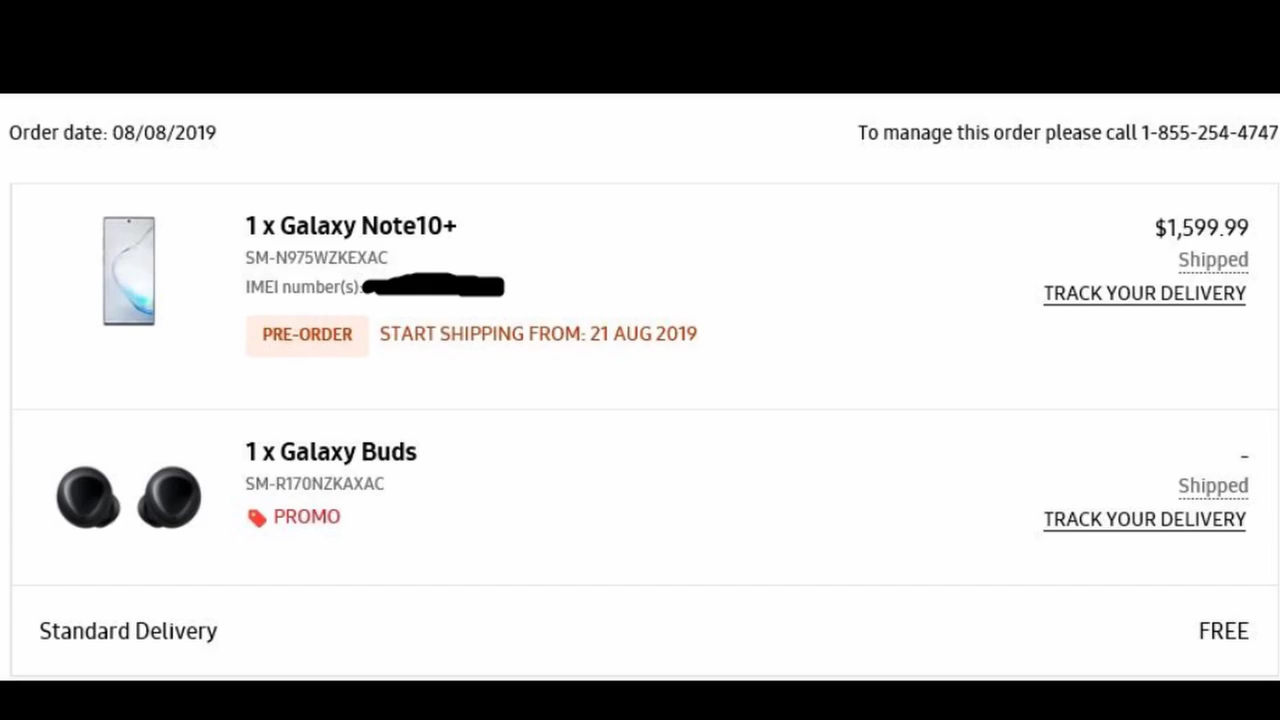 Order date: 08/08/2019
To manage this order please call 1-855-254-4747
1 x Galaxy Note10+
$1,599.99
SM-N975WZKEXAC
Shipped
IMEI number(s):
TRACK YOUR DELIVERY
PRE-ORDER START SHIPPING FROM: 21 AUG 2019
1 x Galaxy Buds
-
SM-R170NZKAXAC
Shipped
PROMO
TRACK YOUR DELIVERY
Standard Delivery
FREE